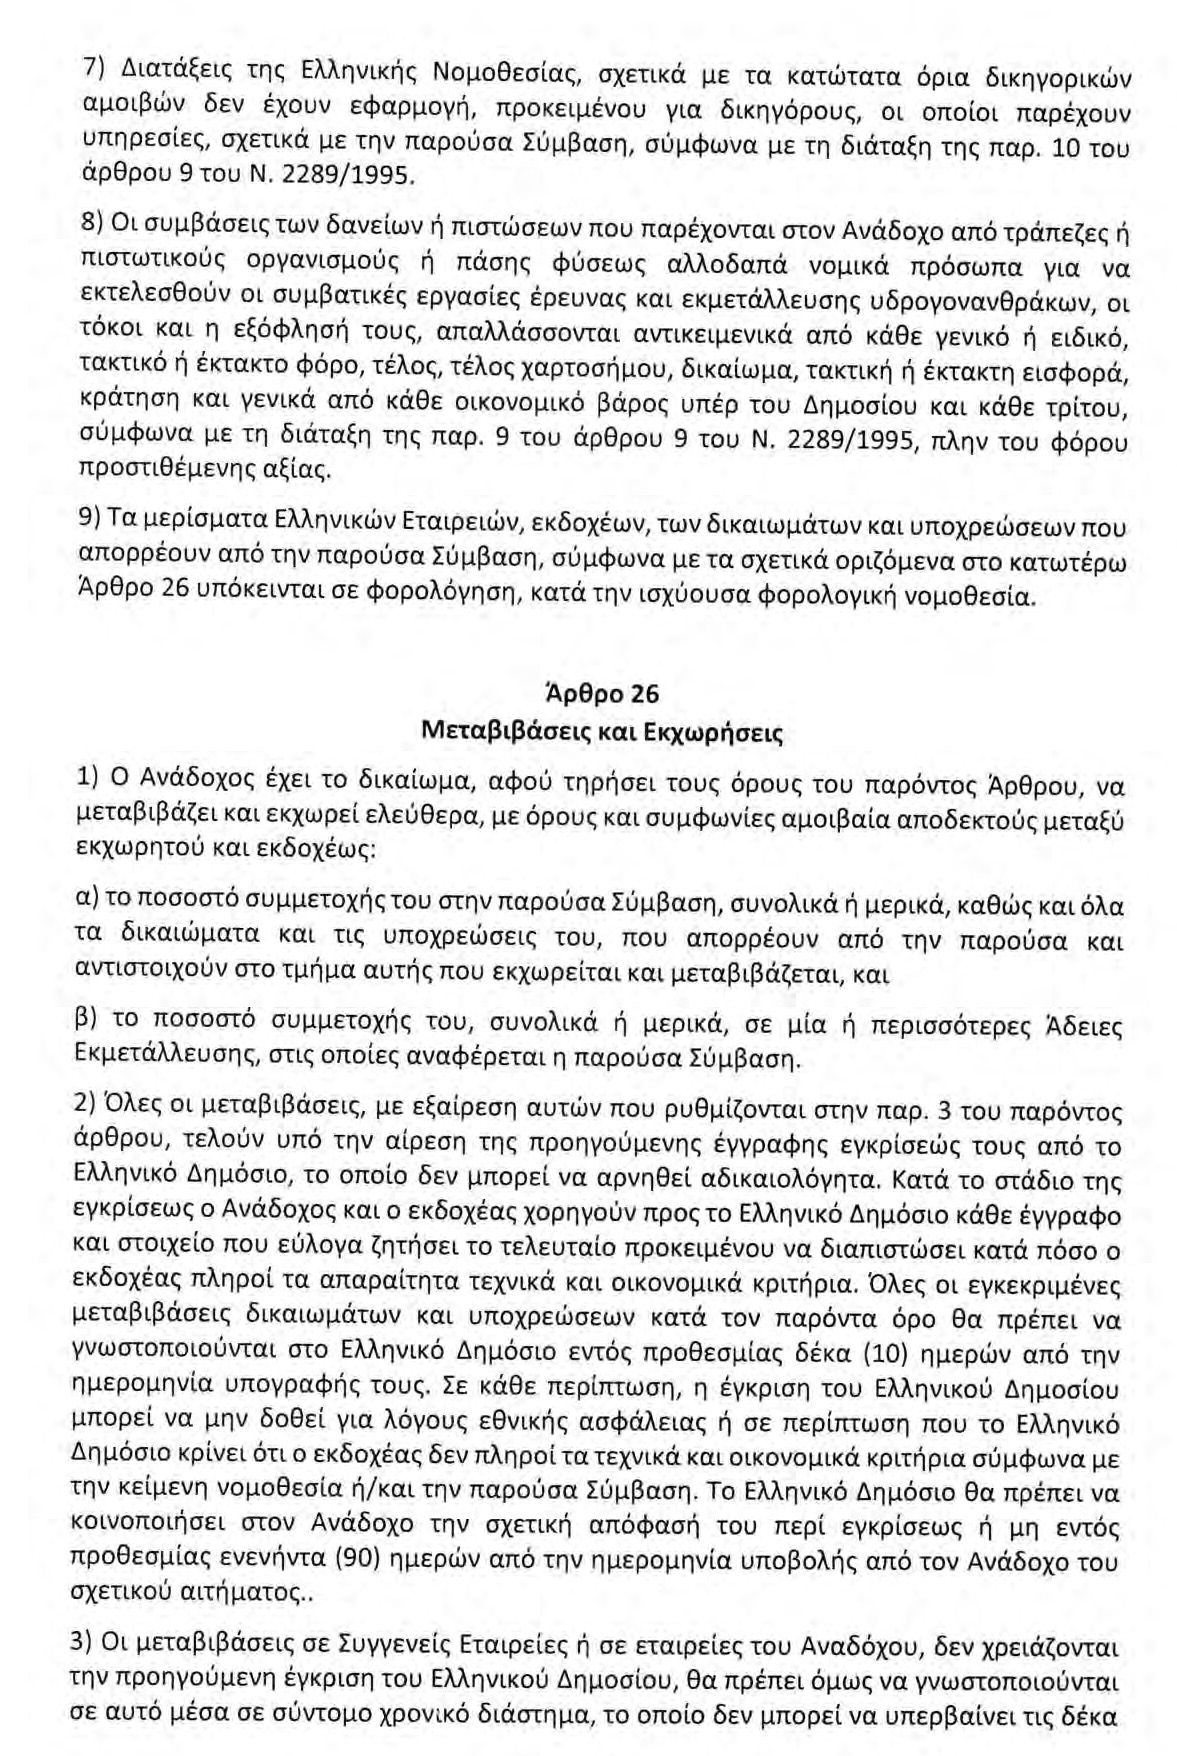 7) Διατάξεις της Ελληνικής Νομοθεσίας, σχετικά με τα κατώτατα όρια δικηγορικών
αμοιβών δεν έχουν εφαρμογή, προκειμένου για δικηγόρους, οι οποίοι παρέχουν
υπηρεσίες, σχετικά με την παρούσα Σύμβαση, σύμφωνα με τη διάταξη της παρ. 10 του
άρθρου 9 του Ν. 2289/1995.
8) Οι συμβάσεις των δανείων ή πιστώσεων που παρέχονται στον Ανάδοχο από τράπεζες ή
πιστωτικούς οργανισμούς ή πάσης φύσεως αλλοδαπά νομικά πρόσωπα για να
εκτελεσθούν οι συμβατικές εργασίες έρευνας και εκμετάλλευσης υδρογονανθράκων, οι
τόκοι και η εξόφλησή τους, απαλλάσσονται αντικειμενικά από κάθε γενικό ή ειδικό,
τακτικό ή έκτακτο φόρο, τέλος, τέλος χαρτοσήμου, δικαίωμα, τακτική ή έκτακτη εισφορά,
κράτηση και γενικά από κάθε οικονομικό βάρος υπέρ του Δημοσίου και κάθε τρίτου,
σύμφωνα με τη διάταξη της παρ. 9 του άρθρου 9 του Ν. 2289/1995, πλην του φόρου
προστιθέμενης αξίας.
9) Τα μερίσματα Ελληνικών Εταιρειών, εκδοχέων, των δικαιωμάτων και υποχρεώσεων που
απορρέουν από την παρούσα Σύμβαση, σύμφωνα με τα σχετικά οριζόμενα στο κατωτέρω
Άρθρο 26 υπόκεινται σε φορολόγηση, κατά την ισχύουσα φορολογική νομοθεσία.
Άρθρο 26
Μεταβιβάσεις και Εκχωρήσεις
1) Ο Ανάδοχος έχει το δικαίωμα, αφού τηρήσει τους όρους του παρόντος Άρθρου, να
μεταβιβάζει και εκχωρεί ελεύθερα, με όρους και συμφωνίες αμοιβαία αποδεκτούς μεταξύ
εκχωρητού και εκδοχέως:
α) το ποσοστό συμμετοχής του στην παρούσα Σύμβαση, συνολικά ή μερικά, καθώς και όλα
τα δικαιώματα και τις υποχρεώσεις του, που απορρέουν από την παρούσα και
αντιστοιχούν στο τμήμα αυτής που εκχωρείται και μεταβιβάζεται, και
β) το ποσοστό συμμετοχής του, συνολικά ή μερικά, σε μία ή περισσότερες Άδειες
Εκμετάλλευσης, στις οποίες αναφέρεται η παρούσα Σύμβαση.
2) Όλες οι μεταβιβάσεις, με εξαίρεση αυτών που ρυθμίζονται στην παρ. 3 του παρόντος
άρθρου, τελούν υπό την αίρεση της προηγούμενης έγγραφης εγκρίσεώς τους από το
Ελληνικό Δημόσιο, το οποίο δεν μπορεί να αρνηθεί αδικαιολόγητα. Κατά το στάδιο της
εγκρίσεως ο Ανάδοχος και ο εκδοχέας χορηγούν προς το Ελληνικό Δημόσιο κάθε έγγραφο
και στοιχείο που εύλογα ζητήσει το τελευταίο προκειμένου να διαπιστώσει κατά πόσο ο
εκδοχέας πληροί τα απαραίτητα τεχνικά και οικονομικά κριτήρια. Όλες οι εγκεκριμένες
μεταβιβάσεις δικαιωμάτων και υποχρεώσεων κατά τον παρόντα όρο θα πρέπει να
γνωστοποιούνται στο Ελληνικό Δημόσιο εντός προθεσμίας δέκα (10) ημερών από την
ημερομηνία υπογραφής τους. Σε κάθε περίπτωση, η έγκριση του Ελληνικού Δημοσίου
μπορεί να μην δοθεί για λόγους εθνικής ασφάλειας ή σε περίπτωση που το Ελληνικό
Δημόσιο κρίνει ότι ο εκδοχέας δεν πληροί τα τεχνικά και οικονομικά κριτήρια σύμφωνα με
την κείμενη νομοθεσία ή/και την παρούσα Σύμβαση. Το Ελληνικό Δημόσιο θα πρέπει να
κοινοποιήσει στον Ανάδοχο την σχετική απόφασή του περί εγκρίσεως ή μη εντός
προθεσμίας ενενήντα (90) ημερών από την ημερομηνία υποβολής από τον Ανάδοχο του
σχετικού αιτήματος..
3) Οι μεταβιβάσεις σε Συγγενείς Εταιρείες ή σε εταιρείες του Αναδόχου, δεν χρειάζονται
την προηγούμενη έγκριση του Ελληνικού Δημοσίου, θα πρέπει όμως να γνωστοποιούνται
σε αυτό μέσα σε σύντομο χρονικό διάστημα, το οποίο δεν μπορεί να υπερβαίνει τις δέκα